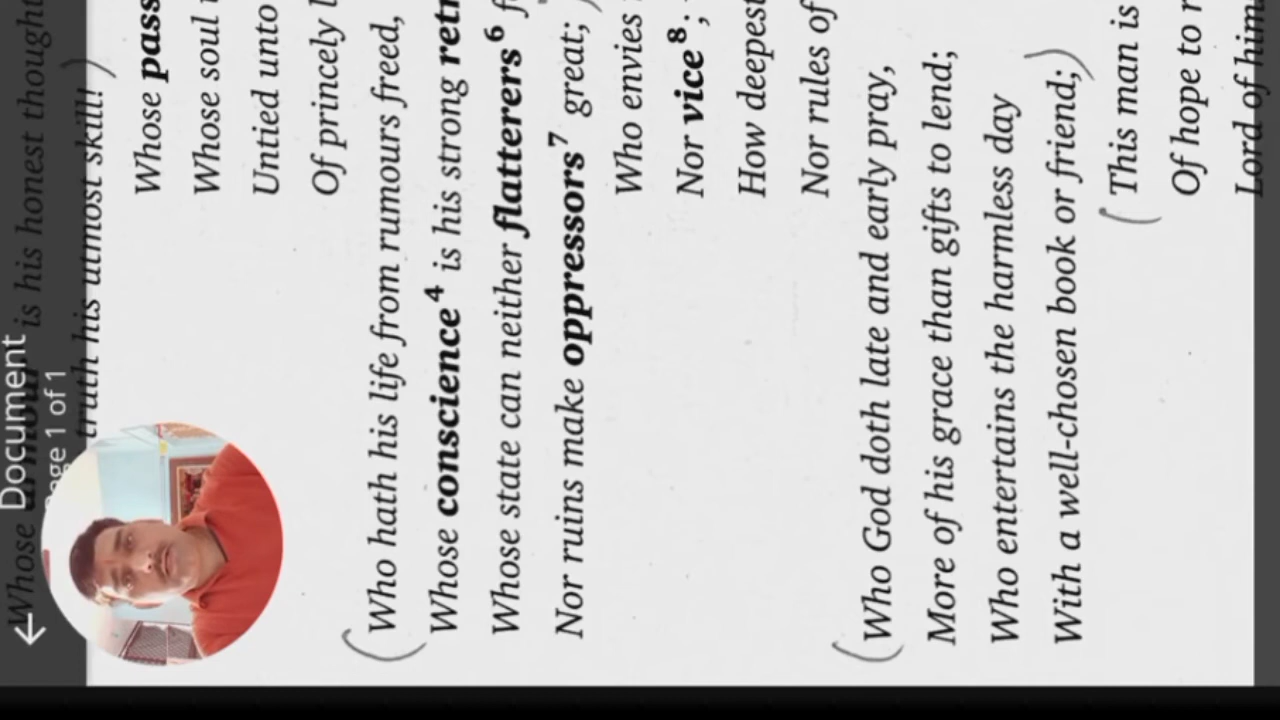 Document
Page 1 of 1
Whose armour is his honest thought
truth his utmost skill! )
Whose pass
Whose soul
Untied unto
Of princely l
(Who hath his life from rumours freed,
Whose conscience4 is his strong retr
Whose state can neither flatterers6 f
Nor ruins make oppressors7 great;
Who envies
Nor vice8;
How deepest
Nor rules of
(Who God doth late and early pray,
More of his grace than gifts to lend;
Who entertains the harmless day
With a well-chosen book or friend;)
(This man is
Of hope to r
Lord of him